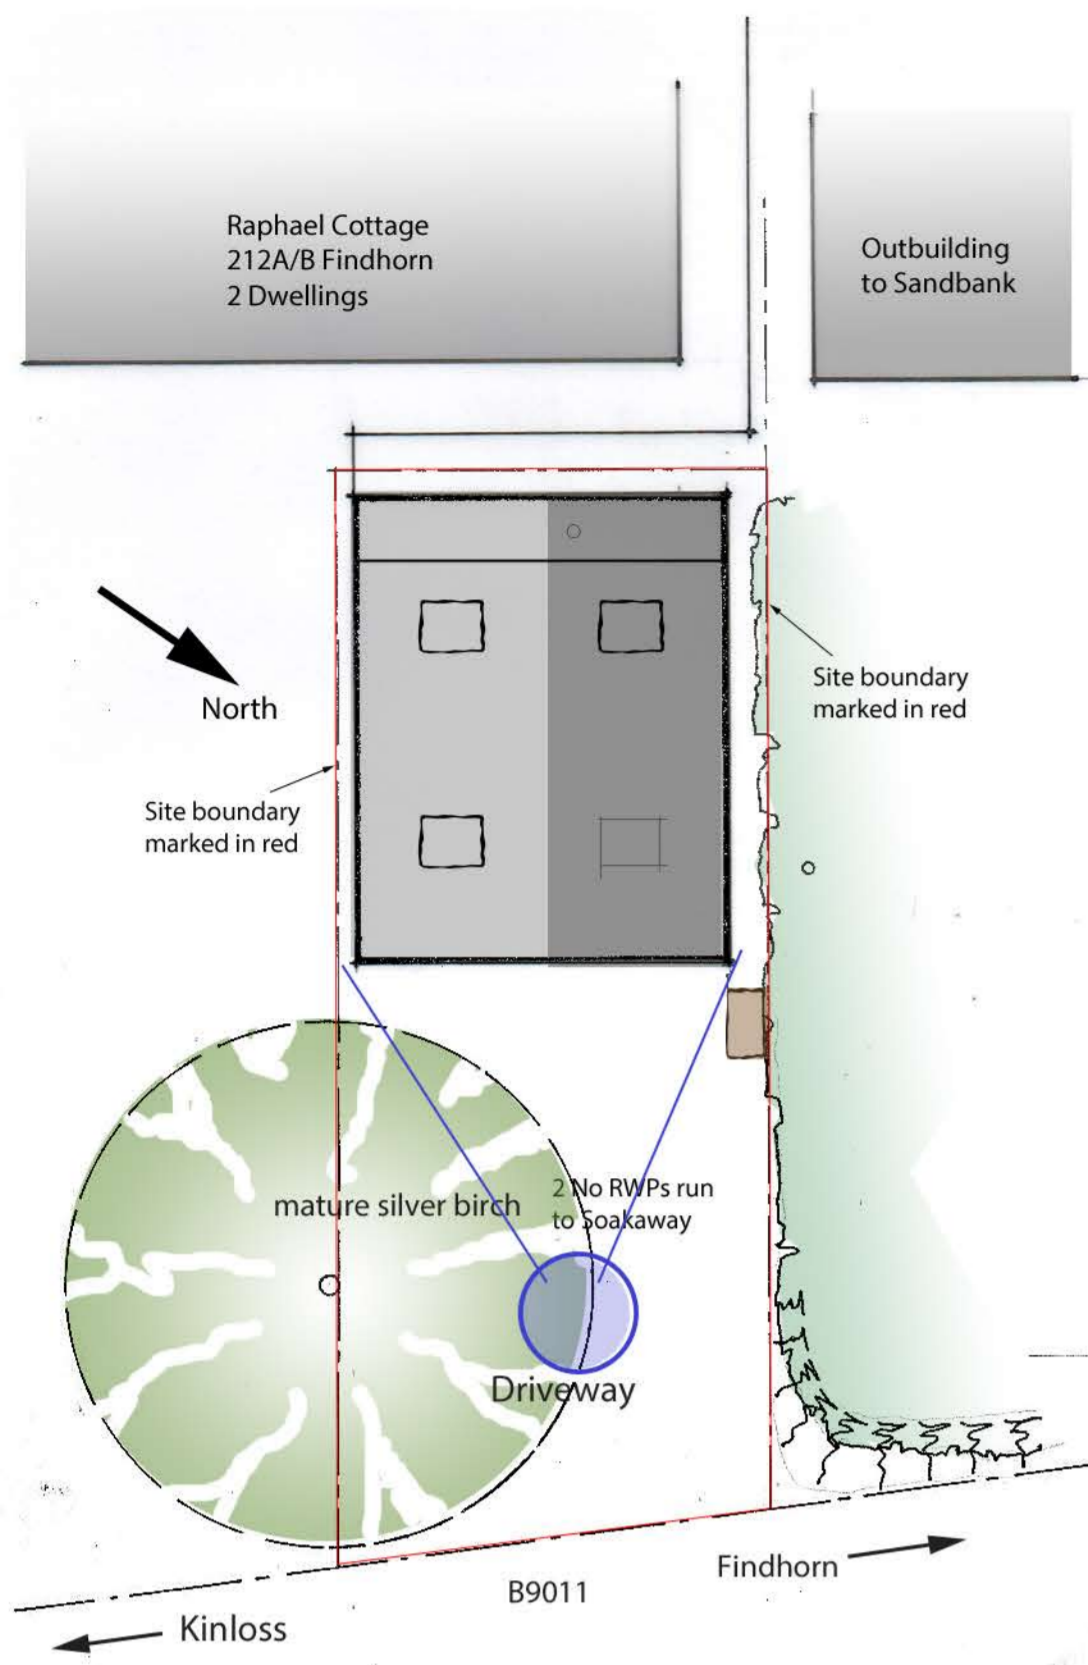 Raphael Cottage
212A/B Findhorn
2 Dwellings
Outbuilding
to Sandbank
North
Site boundary
marked in red
Site boundary
marked in red
mature silver birch
2 No RWPs run
to Soakaway
Driveway
Findhorn
B9011
Kinloss